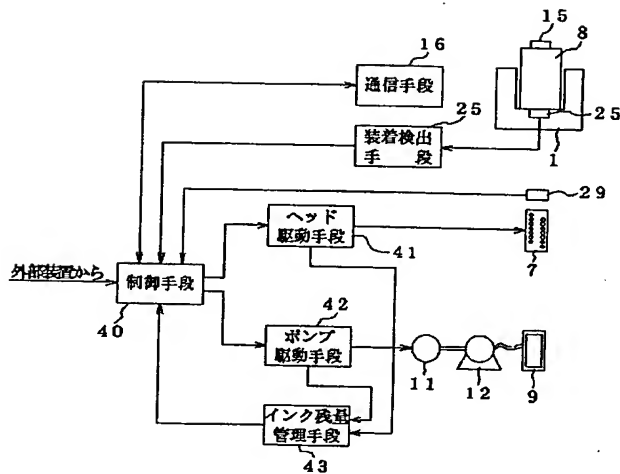 15
8
16
通信手段
25
装着検出
手段
25
1
29
ヘッド
駆動手段
41
7
外部装置から
制御手段
40
42
ポンプ
駆動手段
11
12
9
インク残量
管理手段
43